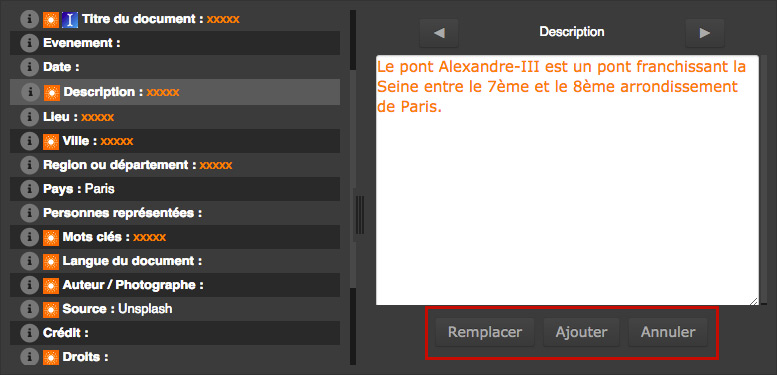 Titre du document : xxxxx
Evenement :
Date :
Description : xxxxx
Lieu : xxxxx
Ville : xxxxx
Region ou département : xxxxx
Pays : Paris
Personnes représentées :
Mots clés : xxxxx
Langue du document :
Auteur / Photographe :
Source : Unsplash
Crédit :
Droits :
Description
Le pont Alexandre-III est un pont franchissant la
Seine entre le 7ème et le 8ème arrondissement
de Paris.
Remplacer Ajouter Annuler